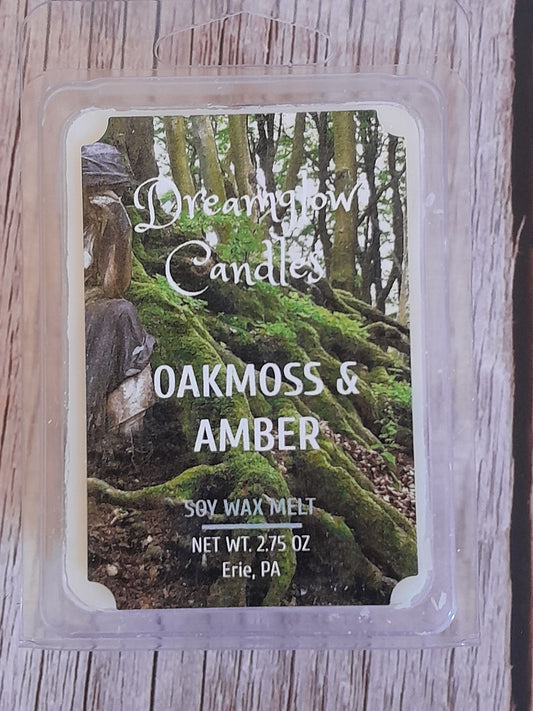 Dreamglow
Candles
OAKMOSS &
AMBER
SOY WAX MELT
NET WT. 2.75 OZ
Erie, PA